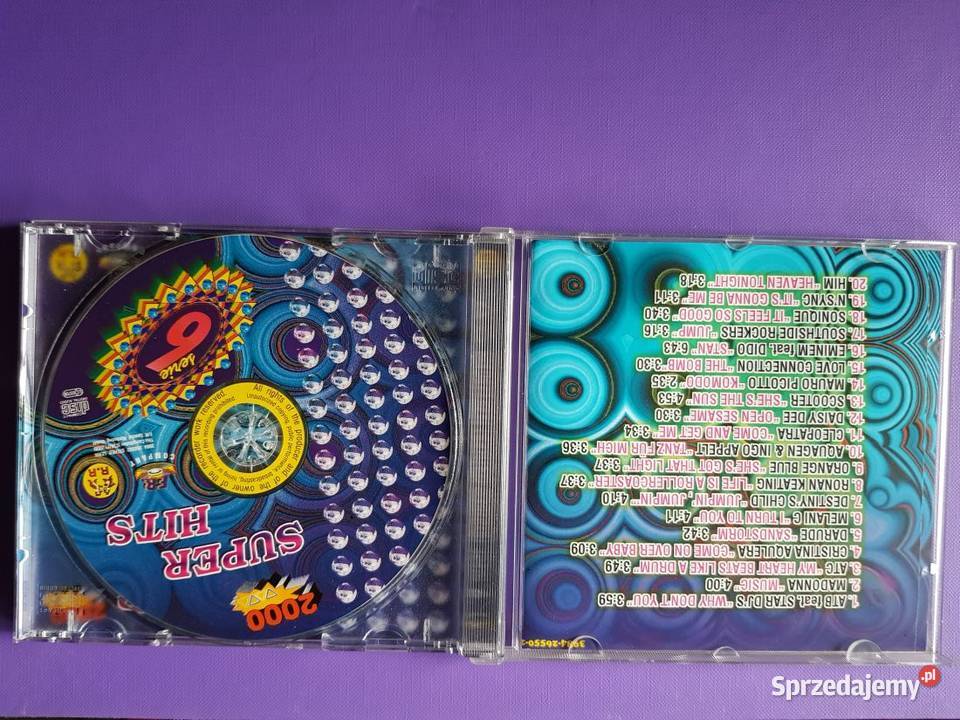 2000
SUPER
HITS
serie
6
COMPANY
All rights of the producer and of the owner of the recorded work reserved.
1. ATB feat. STAR DJ'S "WHY DON'T YOU" 3:59
2. MADONNA "MUSIC" 4:00
3. ATC "MY HEART BEATS LIKE A DRUM" 3:49
4. CRISTINA AQULERA "COME ON OVER BABY" 3:09
5. DARUDE "SANDSTORM" 3:42
6. MELANI C "I TURN TO YOU" 4:11
7. DESTINY'S CHILD "JUMPIN', JUMPIN'" 4:10
8. RONAN KEATING "LIFE IS A ROLLERCOASTER" 3:37
9. ORANGE BLUE "SHE'S GOT THAT LIGHT" 3:37
10. AQUAGEN & INGO APPELT "TANZ FUR MICH" 3:36
11. CLEOPATRA "COME AND GET ME" 3:34
12. DAISY DEE "OPEN SESAME" 3:30
13. SCOOTER "SHE'S THE SUN" 4:53
14. MAURO PICOTTO "KOMODO" 2:55
15. LOVE CONNECTION "THE BOMB" 3:30
16. EMINEM feat. DIDO "STAN" 6:43
17. SOUTHSIDE ROCKERS "JUMP" 3:16
18. SONIQUE "IT FEELS SO GOOD" 3:40
19. N'SYNC "IT'S GONNA BE ME" 3:11
20. HIM "HEAVEN TONIGHT" 3:18
Sprzedajemy.pl